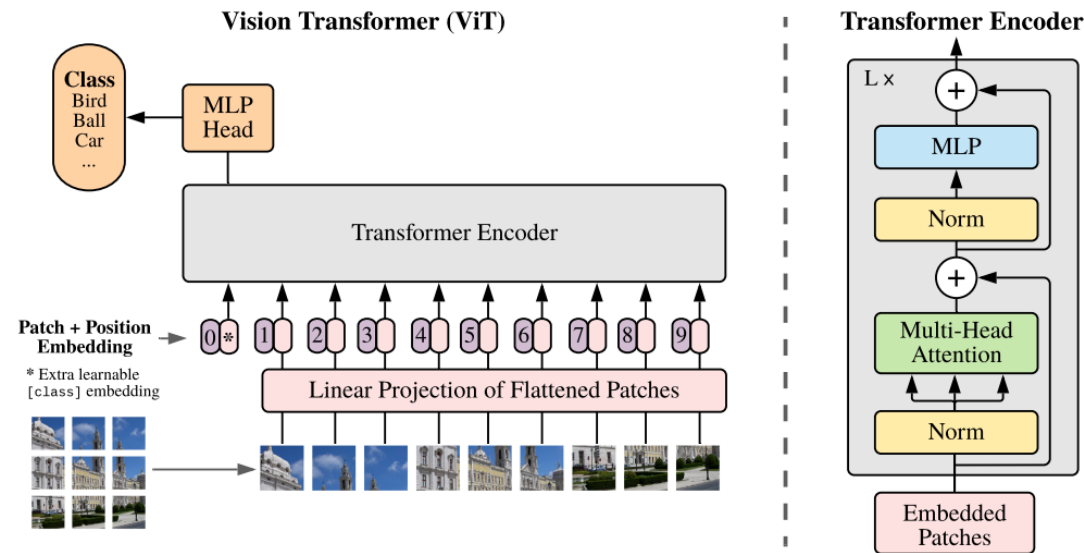 Vision Transformer (ViT)
Class
Bird
Ball
Car
...
MLP
Head
Transformer Encoder
Patch + Position
Embedding
0 * 1 2 3 4 5 6 7 8 9
* Extra learnable
[class] embedding
Linear Projection of Flattened Patches
Transformer Encoder
L ×
+
MLP
Norm
+
Multi-Head
Attention
Norm
Embedded
Patches